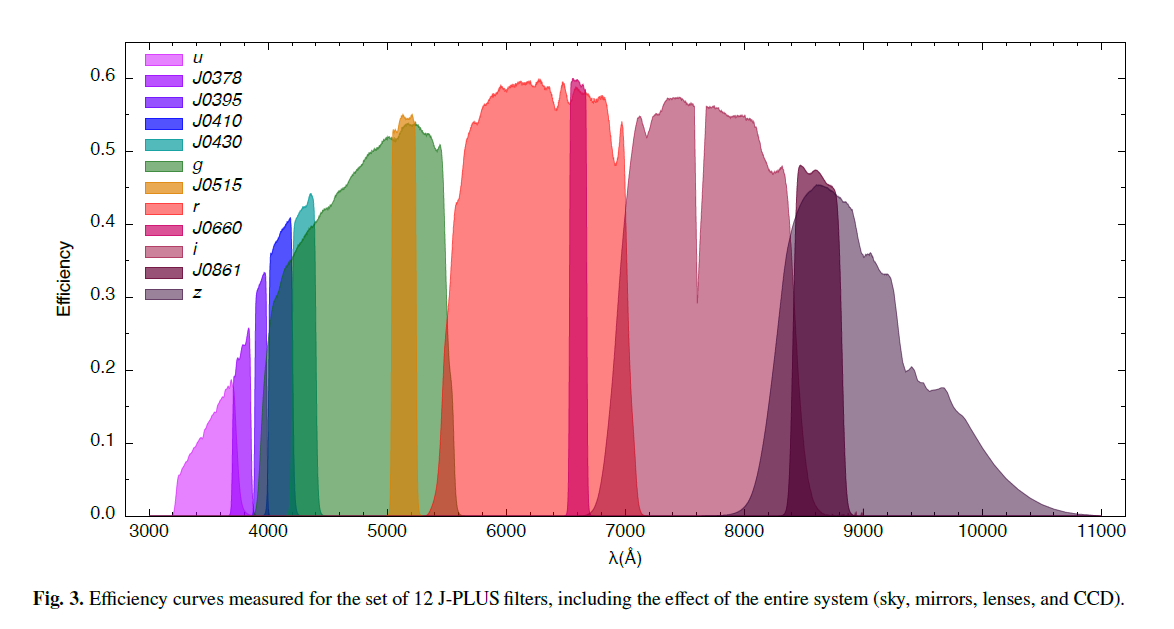 u
J0378
J0395
J0410
J0430
g
J0515
r
J0660
i
J0861
z
Efficiency
0.6
0.5
0.4
0.3
0.2
0.1
0.0
3000 4000 5000 6000 7000 8000 9000 10000 11000
λ(Å)
Fig. 3. Efficiency curves measured for the set of 12 J-PLUS filters, including the effect of the entire system (sky, mirrors, lenses, and CCD).